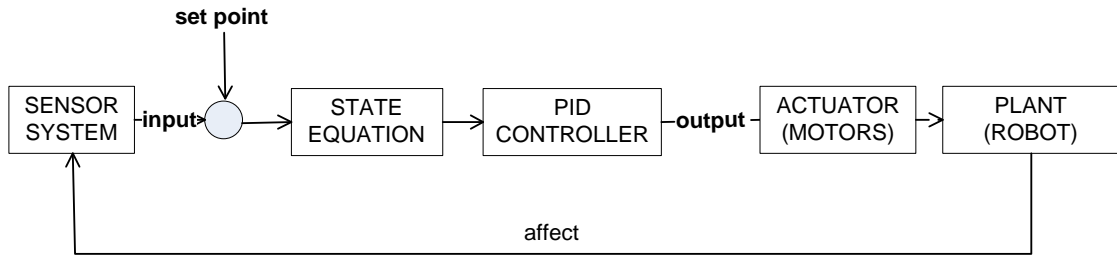 set point
SENSOR
SYSTEM
input
STATE
EQUATION
PID
CONTROLLER
output
ACTUATOR
(MOTORS)
PLANT
(ROBOT)
affect